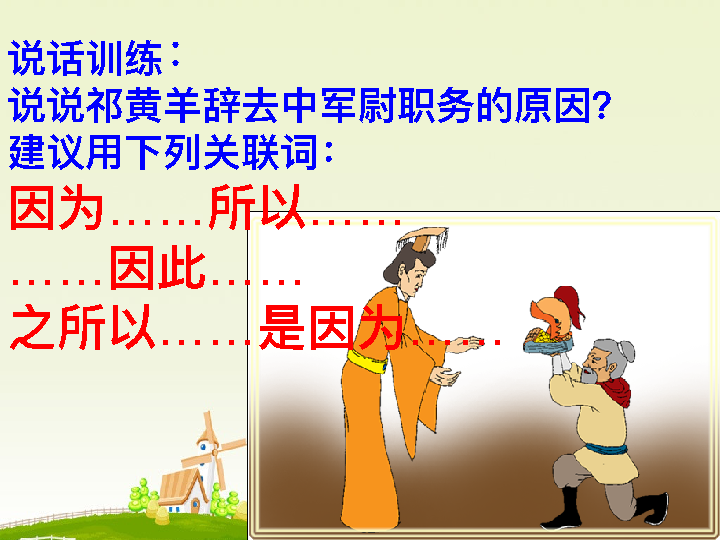 说话训练：
说说祁黄羊辞去中军尉职务的原因?
建议用下列关联词：
因为……所以……
……因此……
之所以……是因为……